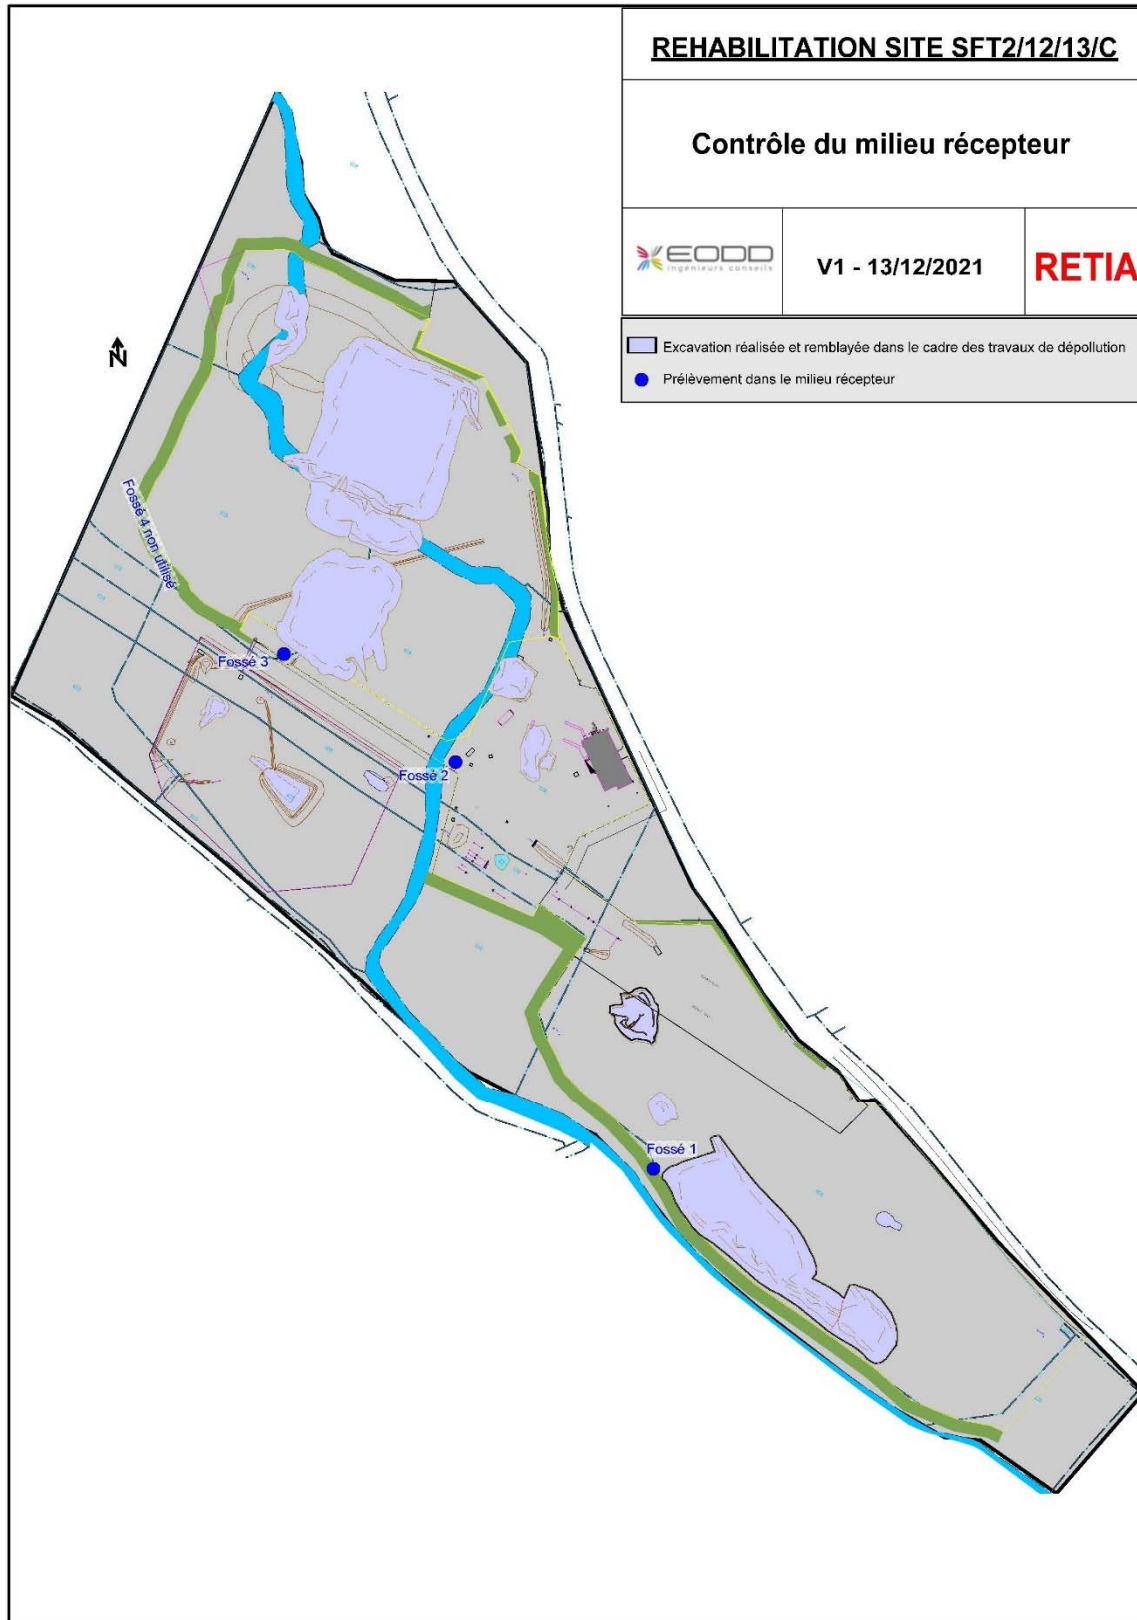 REHABILITATION SITE SFT2/12/13/C
Contrôle du milieu récepteur
EODD
ingénieurs conseils
V1 - 13/12/2021
RETIA
Excavation réalisée et remblayée dans le cadre des travaux de dépollution
Prélèvement dans le milieu récepteur
N
Fossé 4 non utilisé
Fossé 3
Fossé 2
Fossé 1